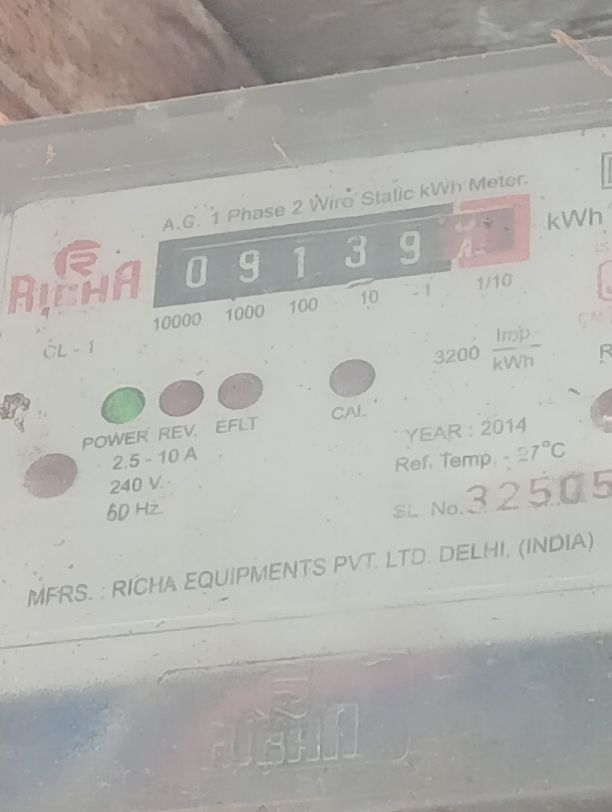 A.G. 1 Phase 2 Wire Static kWh Meter.
RICHA
0 9 1 3 9
kWh
10000 1000 100 10 1 1/10
CL - 1
3200 Imp/kWh
POWER REV. EFLT CAL
2.5 - 10 A
240 V.
YEAR : 2014
Ref. Temp. - 27°C
SL. No. 32505
MFRS. : RICHA EQUIPMENTS PVT. LTD. DELHI. (INDIA)